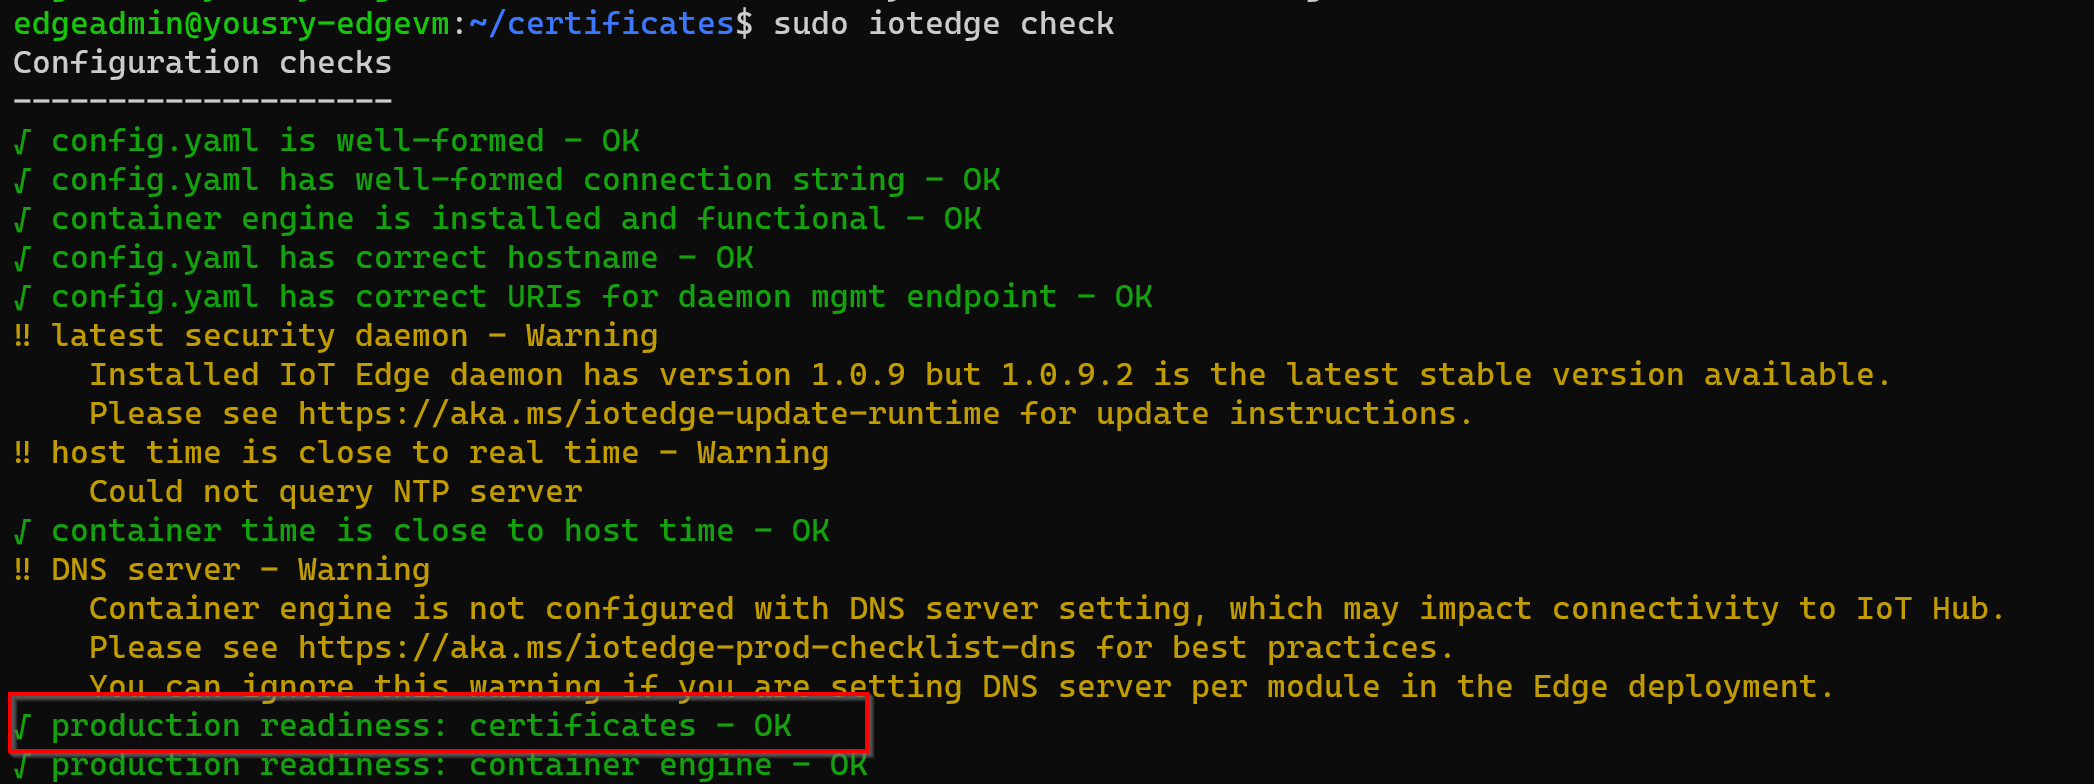 edgeadmin@yousry-edgevm:~/certificates$ sudo iotedge check
Configuration checks
--------------------
√ config.yaml is well-formed - OK
√ config.yaml has well-formed connection string - OK
√ container engine is installed and functional - OK
√ config.yaml has correct hostname - OK
√ config.yaml has correct URIs for daemon mgmt endpoint - OK
‼ latest security daemon - Warning
    Installed IoT Edge daemon has version 1.0.9 but 1.0.9.2 is the latest stable version available.
    Please see https://aka.ms/iotedge-update-runtime for update instructions.
‼ host time is close to real time - Warning
    Could not query NTP server
√ container time is close to host time - OK
‼ DNS server - Warning
    Container engine is not configured with DNS server setting, which may impact connectivity to IoT Hub.
    Please see https://aka.ms/iotedge-prod-checklist-dns for best practices.
    You can ignore this warning if you are setting DNS server per module in the Edge deployment.
√ production readiness: certificates - OK
√ production readiness: container engine - OK